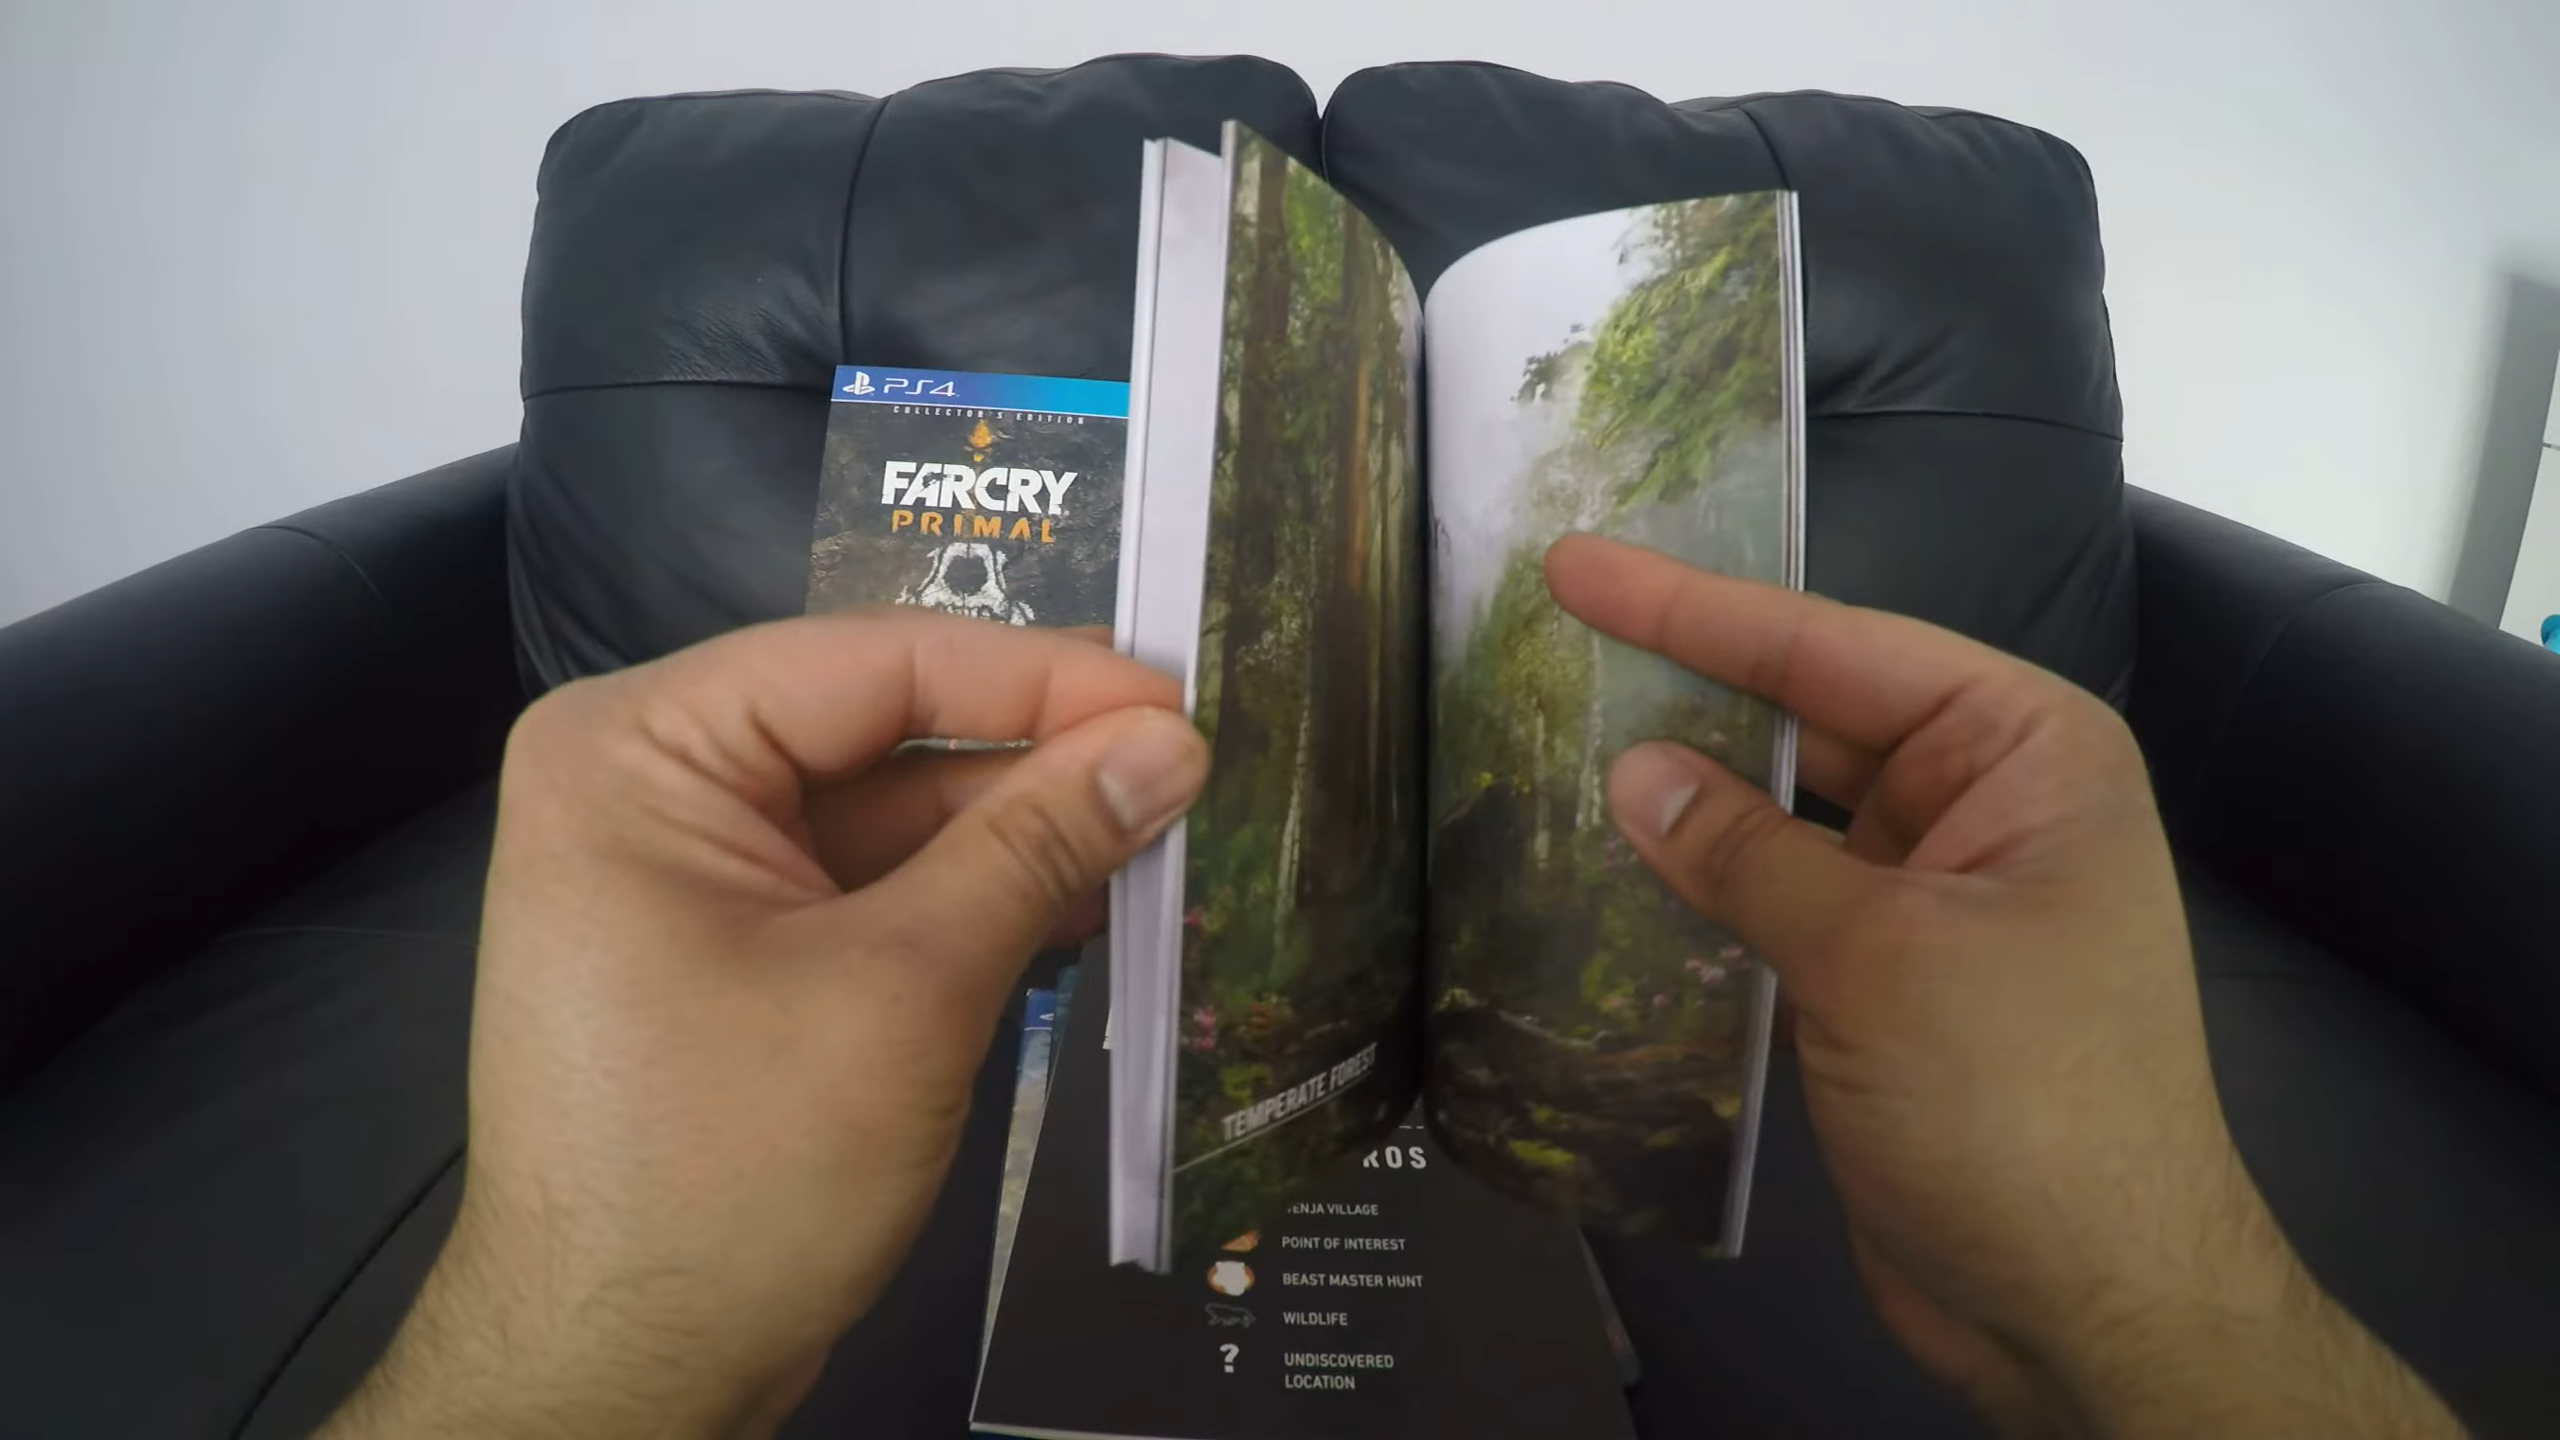 PS4
COLLECTOR'S EDITION
FARCRY
PRIMAL
TEMPERATE FOREST
ROS
ENJA VILLAGE
POINT OF INTEREST
BEAST MASTER HUNT
WILDLIFE
?
UNDISCOVERED
LOCATION